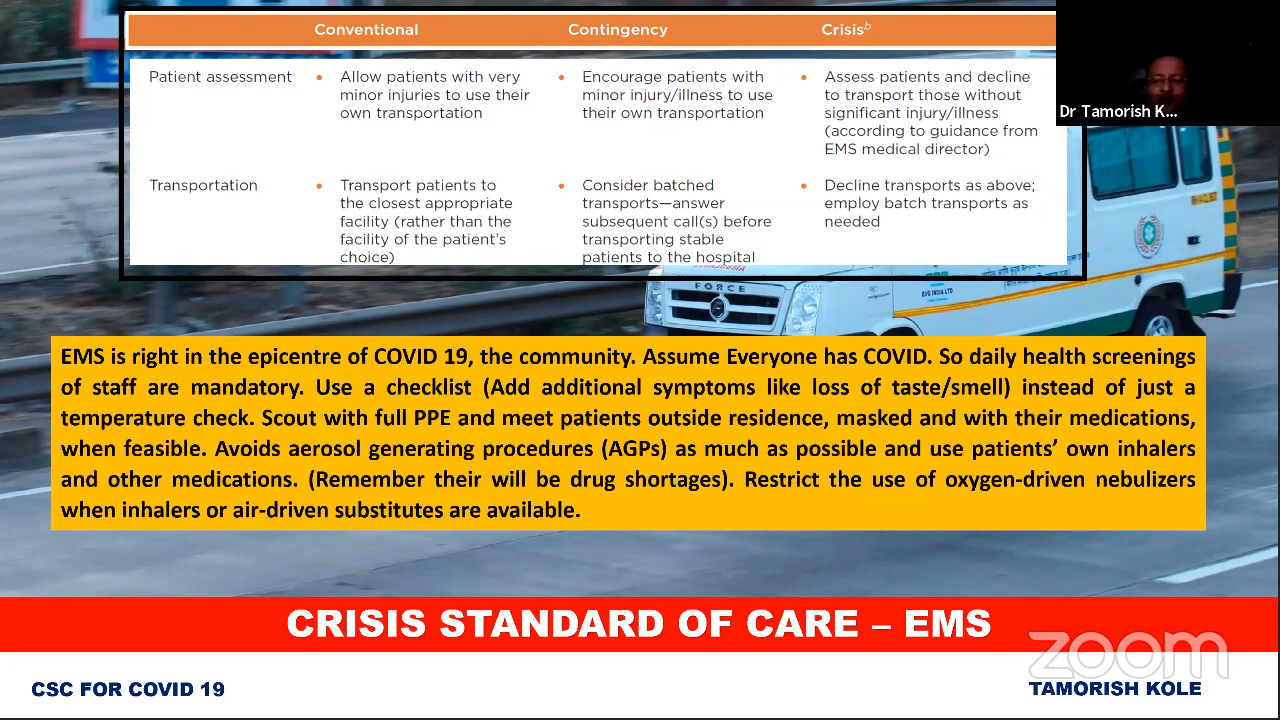 Conventional Contingency Crisisb
Patient assessment • Allow patients with very • Encourage patients with • Assess patients and decline
minor injuries to use their minor injury/illness to use to transport those without
own transportation their own transportation significant injury/illness
(according to guidance from
EMS medical director)
Dr Tamorish K...
Transportation • Transport patients to • Consider batched • Decline transports as above;
the closest appropriate transports—answer employ batch transports as
facility (rather than the subsequent call(s) before needed
facility of the patient's transporting stable
choice) patients to the hospital
FORCE
BVG INDIA LTD
EMS is right in the epicentre of COVID 19, the community. Assume Everyone has COVID. So daily health screenings
of staff are mandatory. Use a checklist (Add additional symptoms like loss of taste/smell) instead of just a
temperature check. Scout with full PPE and meet patients outside residence, masked and with their medications,
when feasible. Avoids aerosol generating procedures (AGPs) as much as possible and use patients' own inhalers
and other medications. (Remember their will be drug shortages). Restrict the use of oxygen-driven nebulizers
when inhalers or air-driven substitutes are available.
CRISIS STANDARD OF CARE – EMS
zoom
CSC FOR COVID 19 TAMORISH KOLE